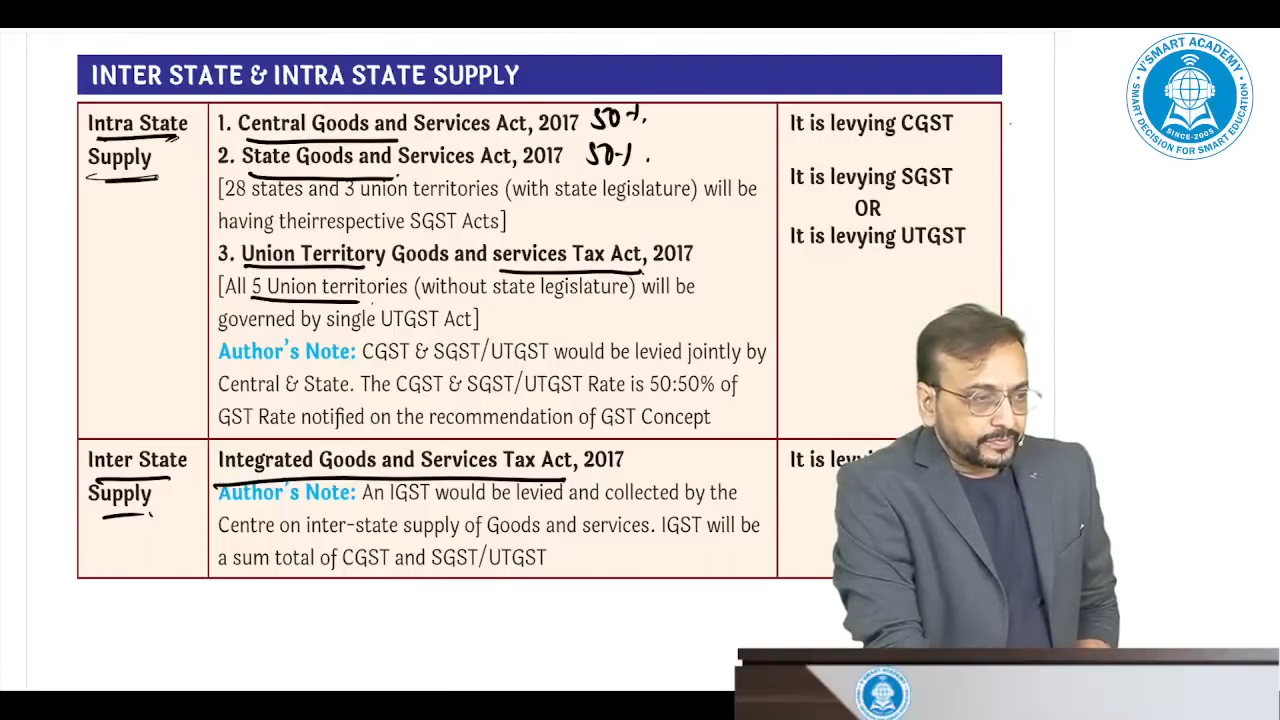 INTER STATE & INTRA STATE SUPPLY
Intra State
Supply
1. Central Goods and Services Act, 2017 50%.
2. State Goods and Services Act, 2017 50%.
[28 states and 3 union territories (with state legislature) will be
having theirrespective SGST Acts]
3. Union Territory Goods and services Tax Act, 2017
[All 5 Union territories (without state legislature) will be
governed by single UTGST Act]
Author's Note: CGST & SGST/UTGST would be levied jointly by
Central & State. The CGST & SGST/UTGST Rate is 50:50% of
GST Rate notified on the recommendation of GST Concept
It is levying CGST
It is levying SGST
OR
It is levying UTGST
Inter State
Supply
Integrated Goods and Services Tax Act, 2017
Author's Note: An IGST would be levied and collected by the
Centre on inter-state supply of Goods and services. IGST will be
a sum total of CGST and SGST/UTGST
It is
V'SMART ACADEMY
SINCE-2005
SMART DECISION FOR SMART EDUCATION